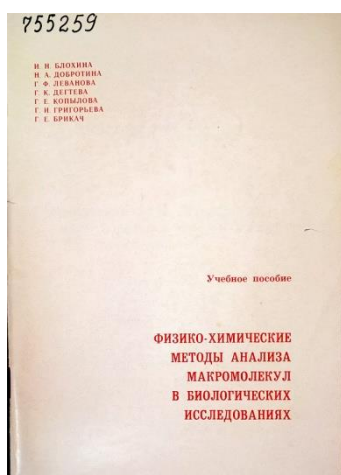 755259
И. Н. БЛОХИНА
Н. А. ДОБРОТИНА
Г. Ф. ЛЕВАНОВА
Г. К. ДЕГТЕВА
Г. Е. КОПЫЛОВА
Г. И. ГРИГОРЬЕВА
Г. Е. БРИКАЧ
Учебное пособие
ФИЗИКО-ХИМИЧЕСКИЕ
МЕТОДЫ АНАЛИЗА
МАКРОМОЛЕКУЛ
В БИОЛОГИЧЕСКИХ
ИССЛЕДОВАНИЯХ